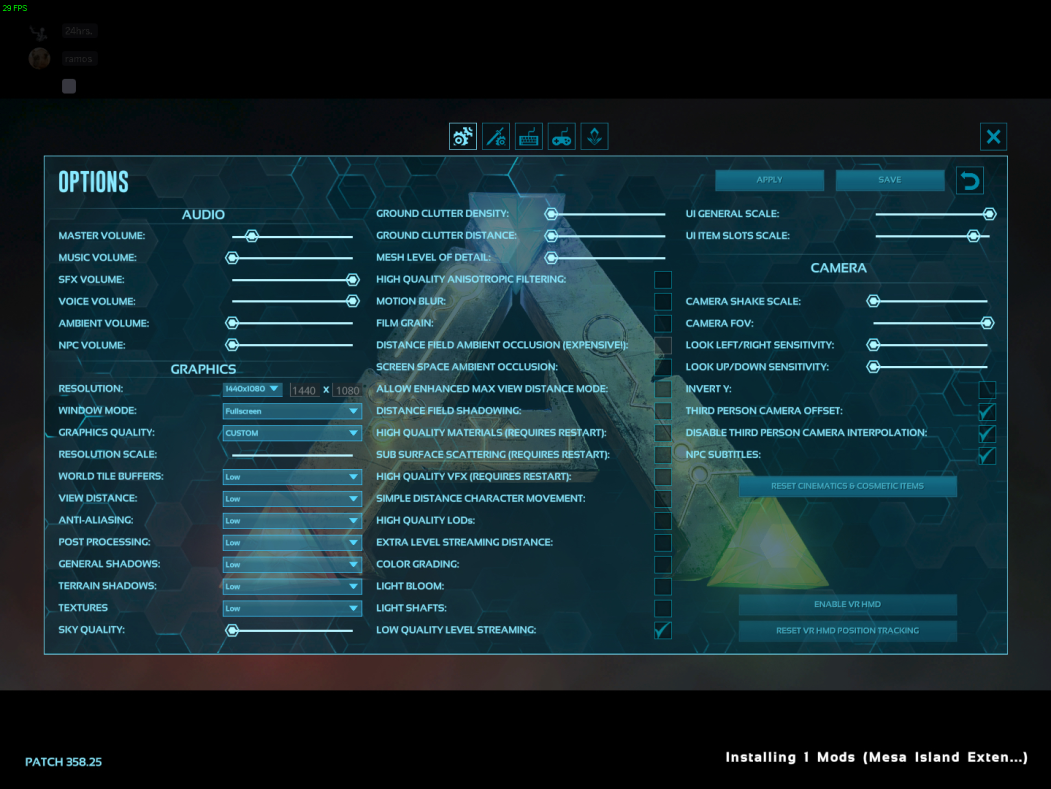 29 FPS
24hrs.
ramos.
OPTIONS
APPLY
SAVE
AUDIO
MASTER VOLUME:
MUSIC VOLUME:
SFX VOLUME:
VOICE VOLUME:
AMBIENT VOLUME:
NPC VOLUME:
GRAPHICS
RESOLUTION: 1440x1080 1440 x 1080
WINDOW MODE: Fullscreen
GRAPHICS QUALITY: CUSTOM
RESOLUTION SCALE:
WORLD TILE BUFFERS: Low
VIEW DISTANCE: Low
ANTI-ALIASING: Low
POST PROCESSING: Low
GENERAL SHADOWS: Low
TERRAIN SHADOWS: Low
TEXTURES Low
SKY QUALITY:
GROUND CLUTTER DENSITY:
GROUND CLUTTER DISTANCE:
MESH LEVEL OF DETAIL:
HIGH QUALITY ANISOTROPIC FILTERING:
MOTION BLUR:
FILM GRAIN:
DISTANCE FIELD AMBIENT OCCLUSION (EXPENSIVE!):
SCREEN SPACE AMBIENT OCCLUSION:
ALLOW ENHANCED MAX VIEW DISTANCE MODE:
DISTANCE FIELD SHADOWING:
HIGH QUALITY MATERIALS (REQUIRES RESTART):
SUB SURFACE SCATTERING (REQUIRES RESTART):
HIGH QUALITY VFX (REQUIRES RESTART):
SIMPLE DISTANCE CHARACTER MOVEMENT:
HIGH QUALITY LODs:
EXTRA LEVEL STREAMING DISTANCE:
COLOR GRADING:
LIGHT BLOOM:
LIGHT SHAFTS:
LOW QUALITY LEVEL STREAMING:
UI GENERAL SCALE:
UI ITEM SLOTS SCALE:
CAMERA
CAMERA SHAKE SCALE:
CAMERA FOV:
LOOK LEFT/RIGHT SENSITIVITY:
LOOK UP/DOWN SENSITIVITY:
INVERT Y:
THIRD PERSON CAMERA OFFSET:
DISABLE THIRD PERSON CAMERA INTERPOLATION:
NPC SUBTITLES:
RESET CINEMATICS & COSMETIC ITEMS
ENABLE VR HMD
RESET VR HMD POSITION TRACKING
PATCH 358.25
Installing 1 Mods (Mesa Island Exten...)